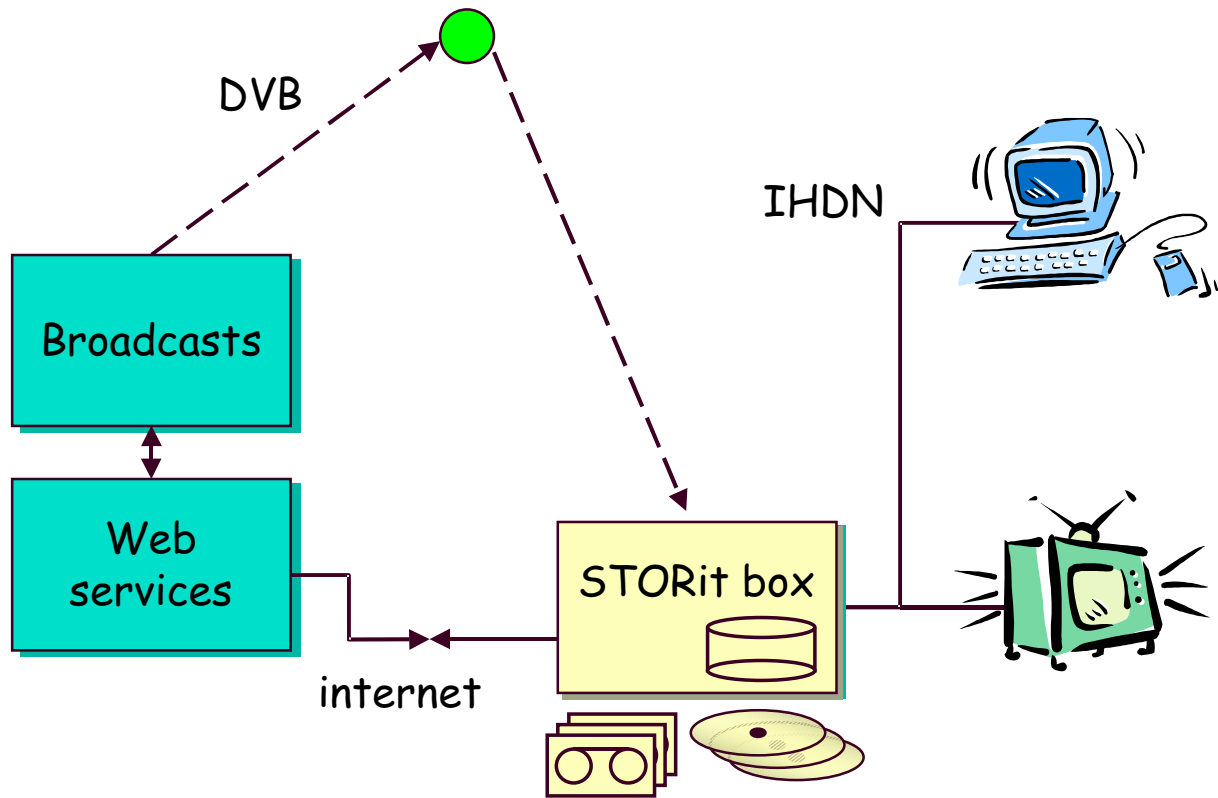 DVB
IHDN
Broadcasts
Web
services
STORit box
internet